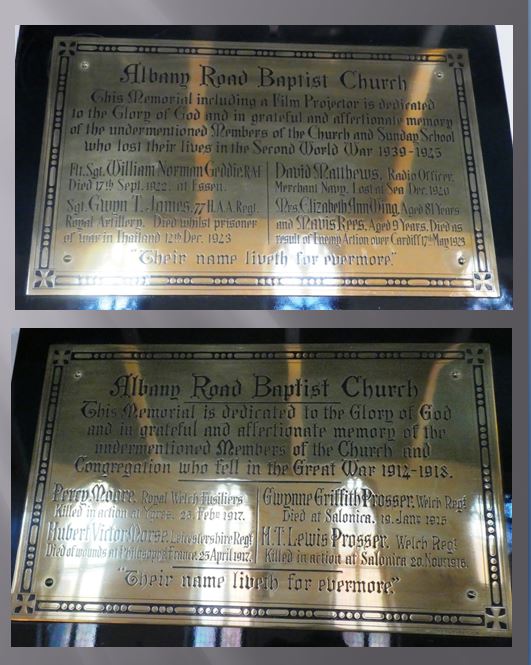 Albany Road Baptist Church
This Memorial including a Film Projector is dedicated
to the Glory of God and in grateful and affectionate memory
of the undermentioned Members of the Church and Sunday School
who lost their lives in the Second World War 1939-1945
Flt. Sgt. William Norman Geddie. RAF
Died 17th Sept. 1942. at Essen.
Sgt. Gwyn T. James. 77 H.A.A. Regt.
Royal Artillery. Died whilst prisoner
of war in Thailand 12th Dec. 1943
David Matthews, Radio Officer,
Merchant Navy. Lost at Sea Dec. 1940
Mrs. Elizabeth Ann Wing. Aged 81 Years
and Mavis Rees. Aged 9 Years. Died as
result of Enemy Action over Cardiff 17th May 1943
"Their name liveth for evermore."
Albany Road Baptist Church
This Memorial is dedicated to the Glory of God
and in grateful and affectionate memory of the
undermentioned Members of the Church and
Congregation who fell in the Great War 1914-1918.
Percy Moore. Royal Welch Fusiliers
Killed in action at Ypres. 25. Febr. 1917.
Hubert Victor Morse. Leicestershire Regt.
Died of wounds at Philosophe France. 25 April 1917.
Gwynne Griffith Prosser. Welch Regt.
Died at Salonica. 19. Janr.
H.T. Lewis Prosser. Welch Regt.
Killed in action at Salonica 20. Novr 1916.
"Their name liveth for evermore."